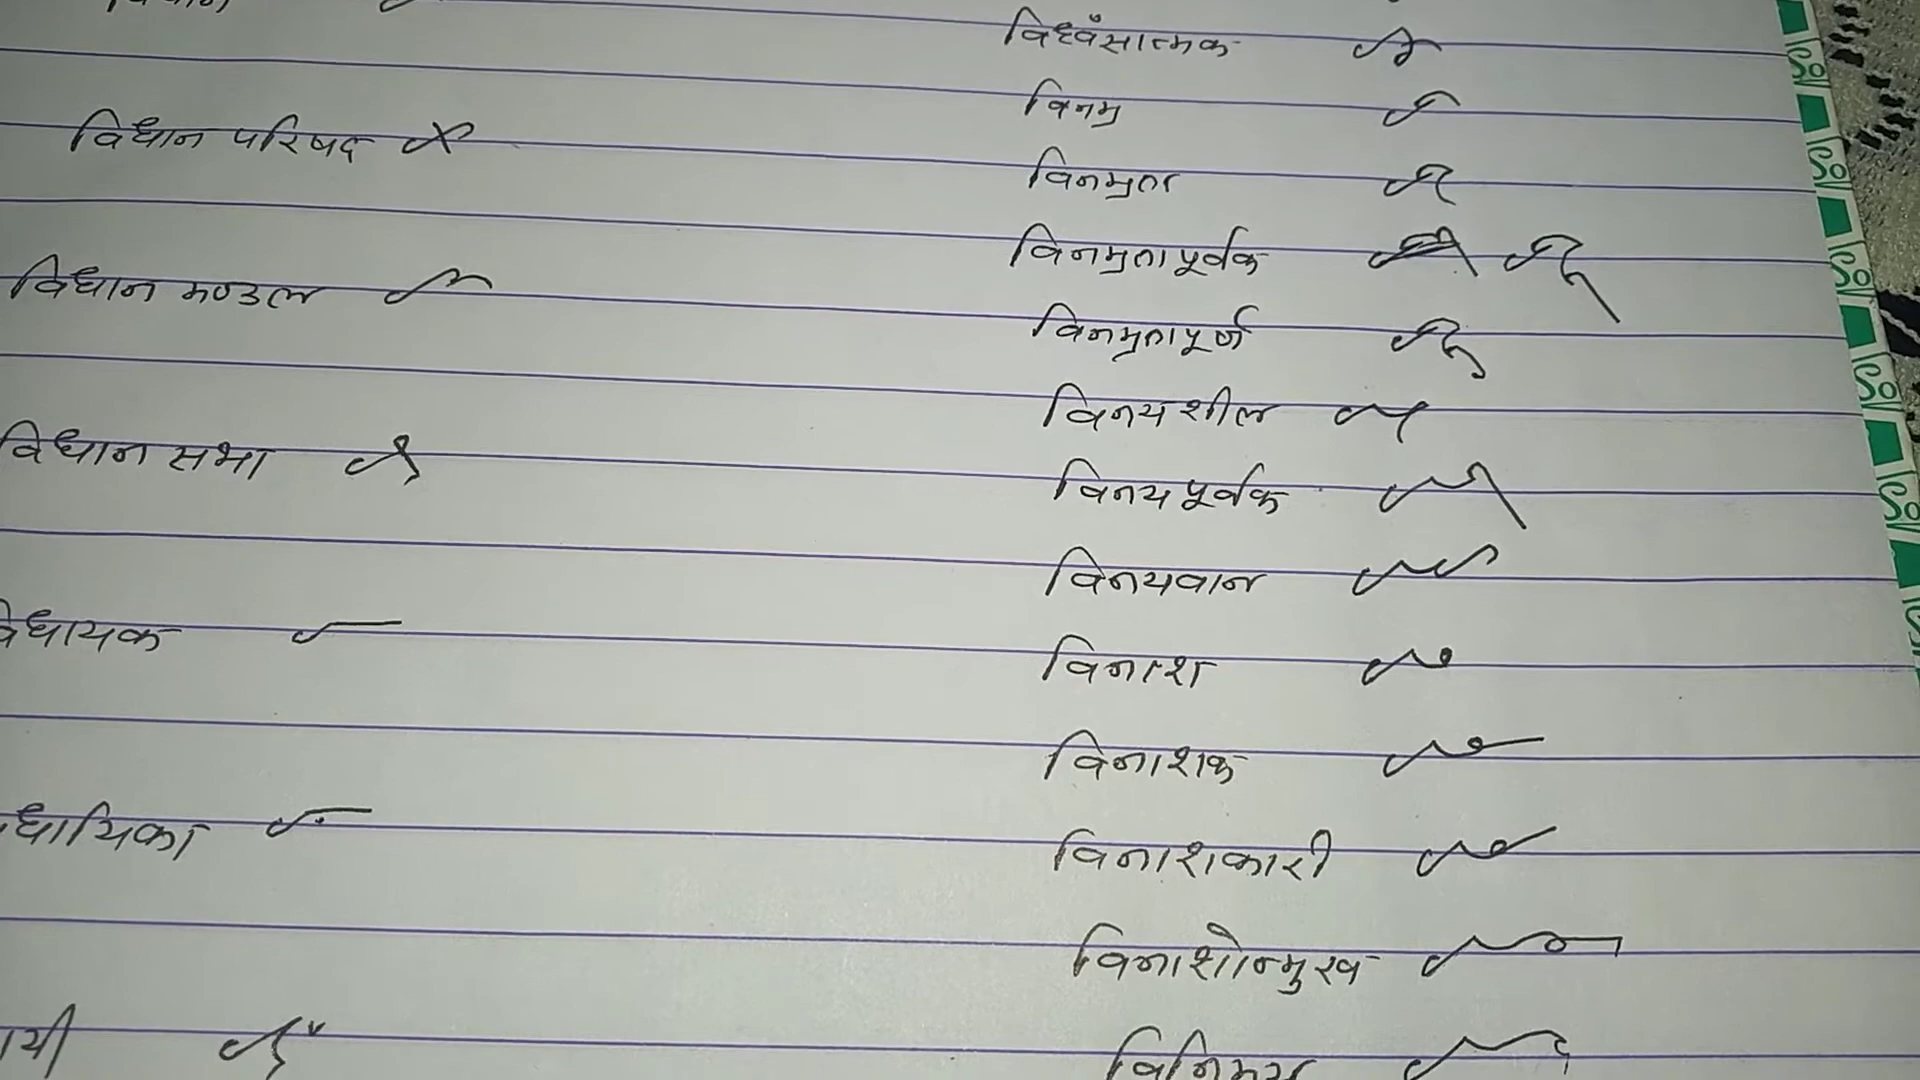 विध्वँसात्मक
विनम्र
विधान परिषद
विनम्रता
विनम्रतापूर्वक
विधान मण्डल
विनम्रतापूर्ण
विनयशील
विधान सभा
विनयपूर्वक
विनयवान
विधायक
विनाश
विनाशक
धायिका
विनाशकारी
विनाशोन्मुख
यी